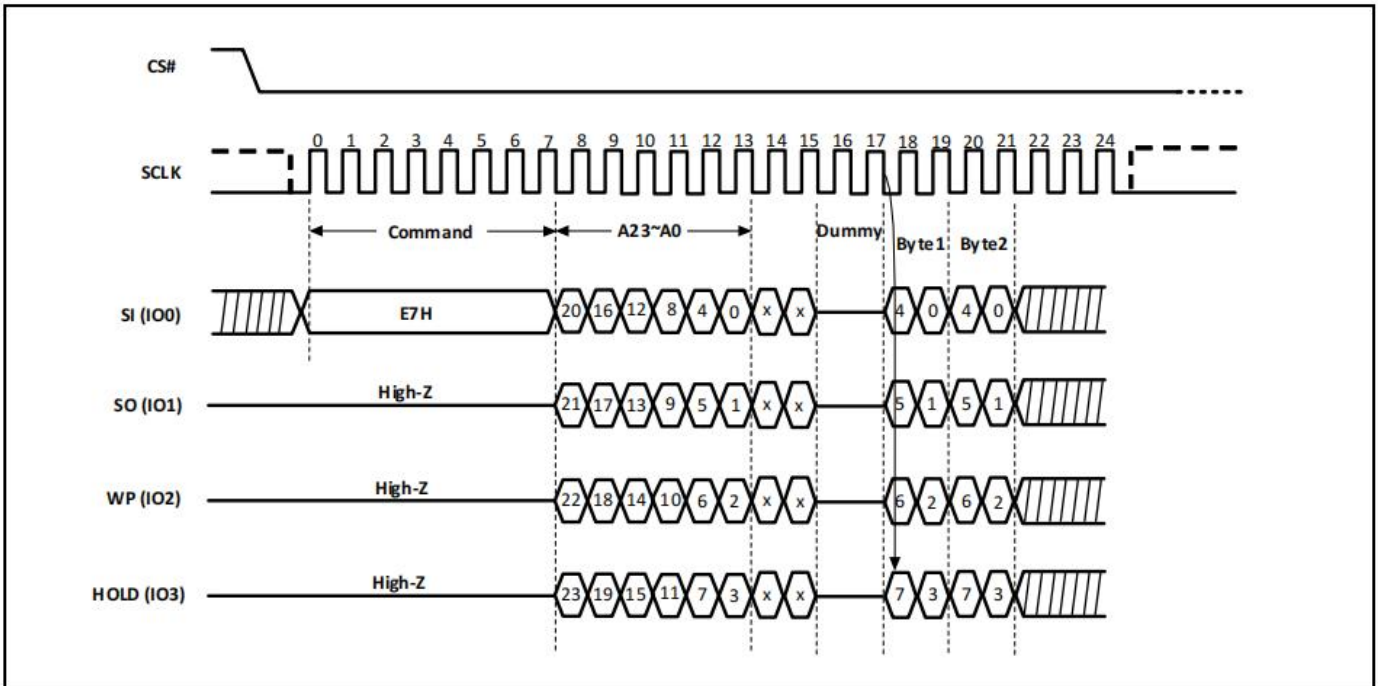 CS#
0 1 2 3 4 5 6 7 8 9 10 11 12 13 14 15 16 17 18 19 20 21 22 23 24
SCLK
Command A23~A0 Dummy Byte1 Byte2
SI (IO0) E7H 20 16 12 8 4 0 x x 4 0 4 0
High-Z
SO (IO1) 21 17 13 9 5 1 x x 5 1 5 1
High-Z
WP (IO2) 22 18 14 10 6 2 x x 6 2 6 2
High-Z
HOLD (IO3) 23 19 15 11 7 3 x x 7 3 7 3